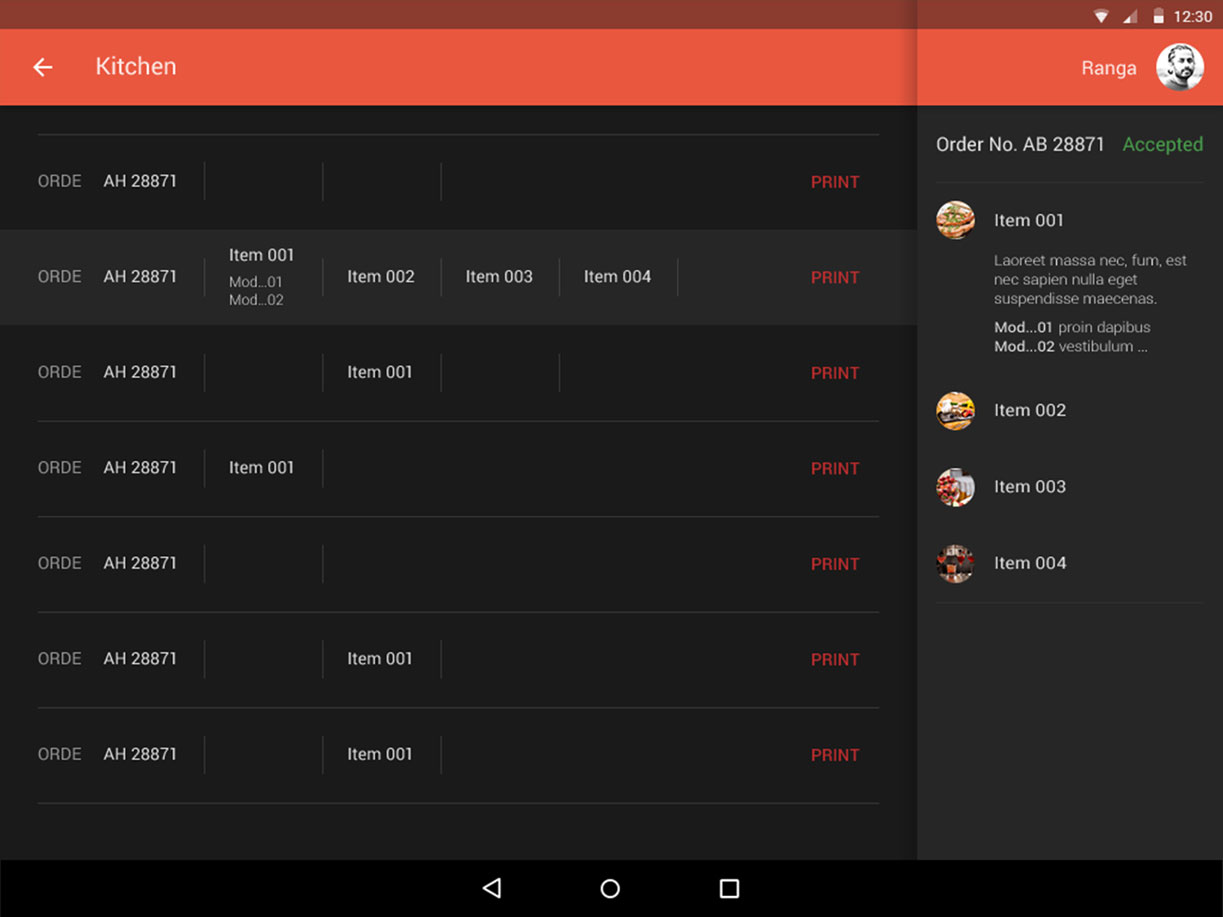 12:30
Kitchen
Ranga
ORDE AH 28871 PRINT
ORDE AH 28871 Item 001 Item 002 Item 003 Item 004 PRINT
Mod...01
Mod...02
ORDE AH 28871 Item 001 PRINT
ORDE AH 28871 Item 001 PRINT
ORDE AH 28871 PRINT
ORDE AH 28871 Item 001 PRINT
ORDE AH 28871 Item 001 PRINT
Order No. AB 28871 Accepted
Item 001
Laoreet massa nec, fum, est
nec sapien nulla eget
suspendisse maecenas.
Mod...01 proin dapibus
Mod...02 vestibulum ...
Item 002
Item 003
Item 004